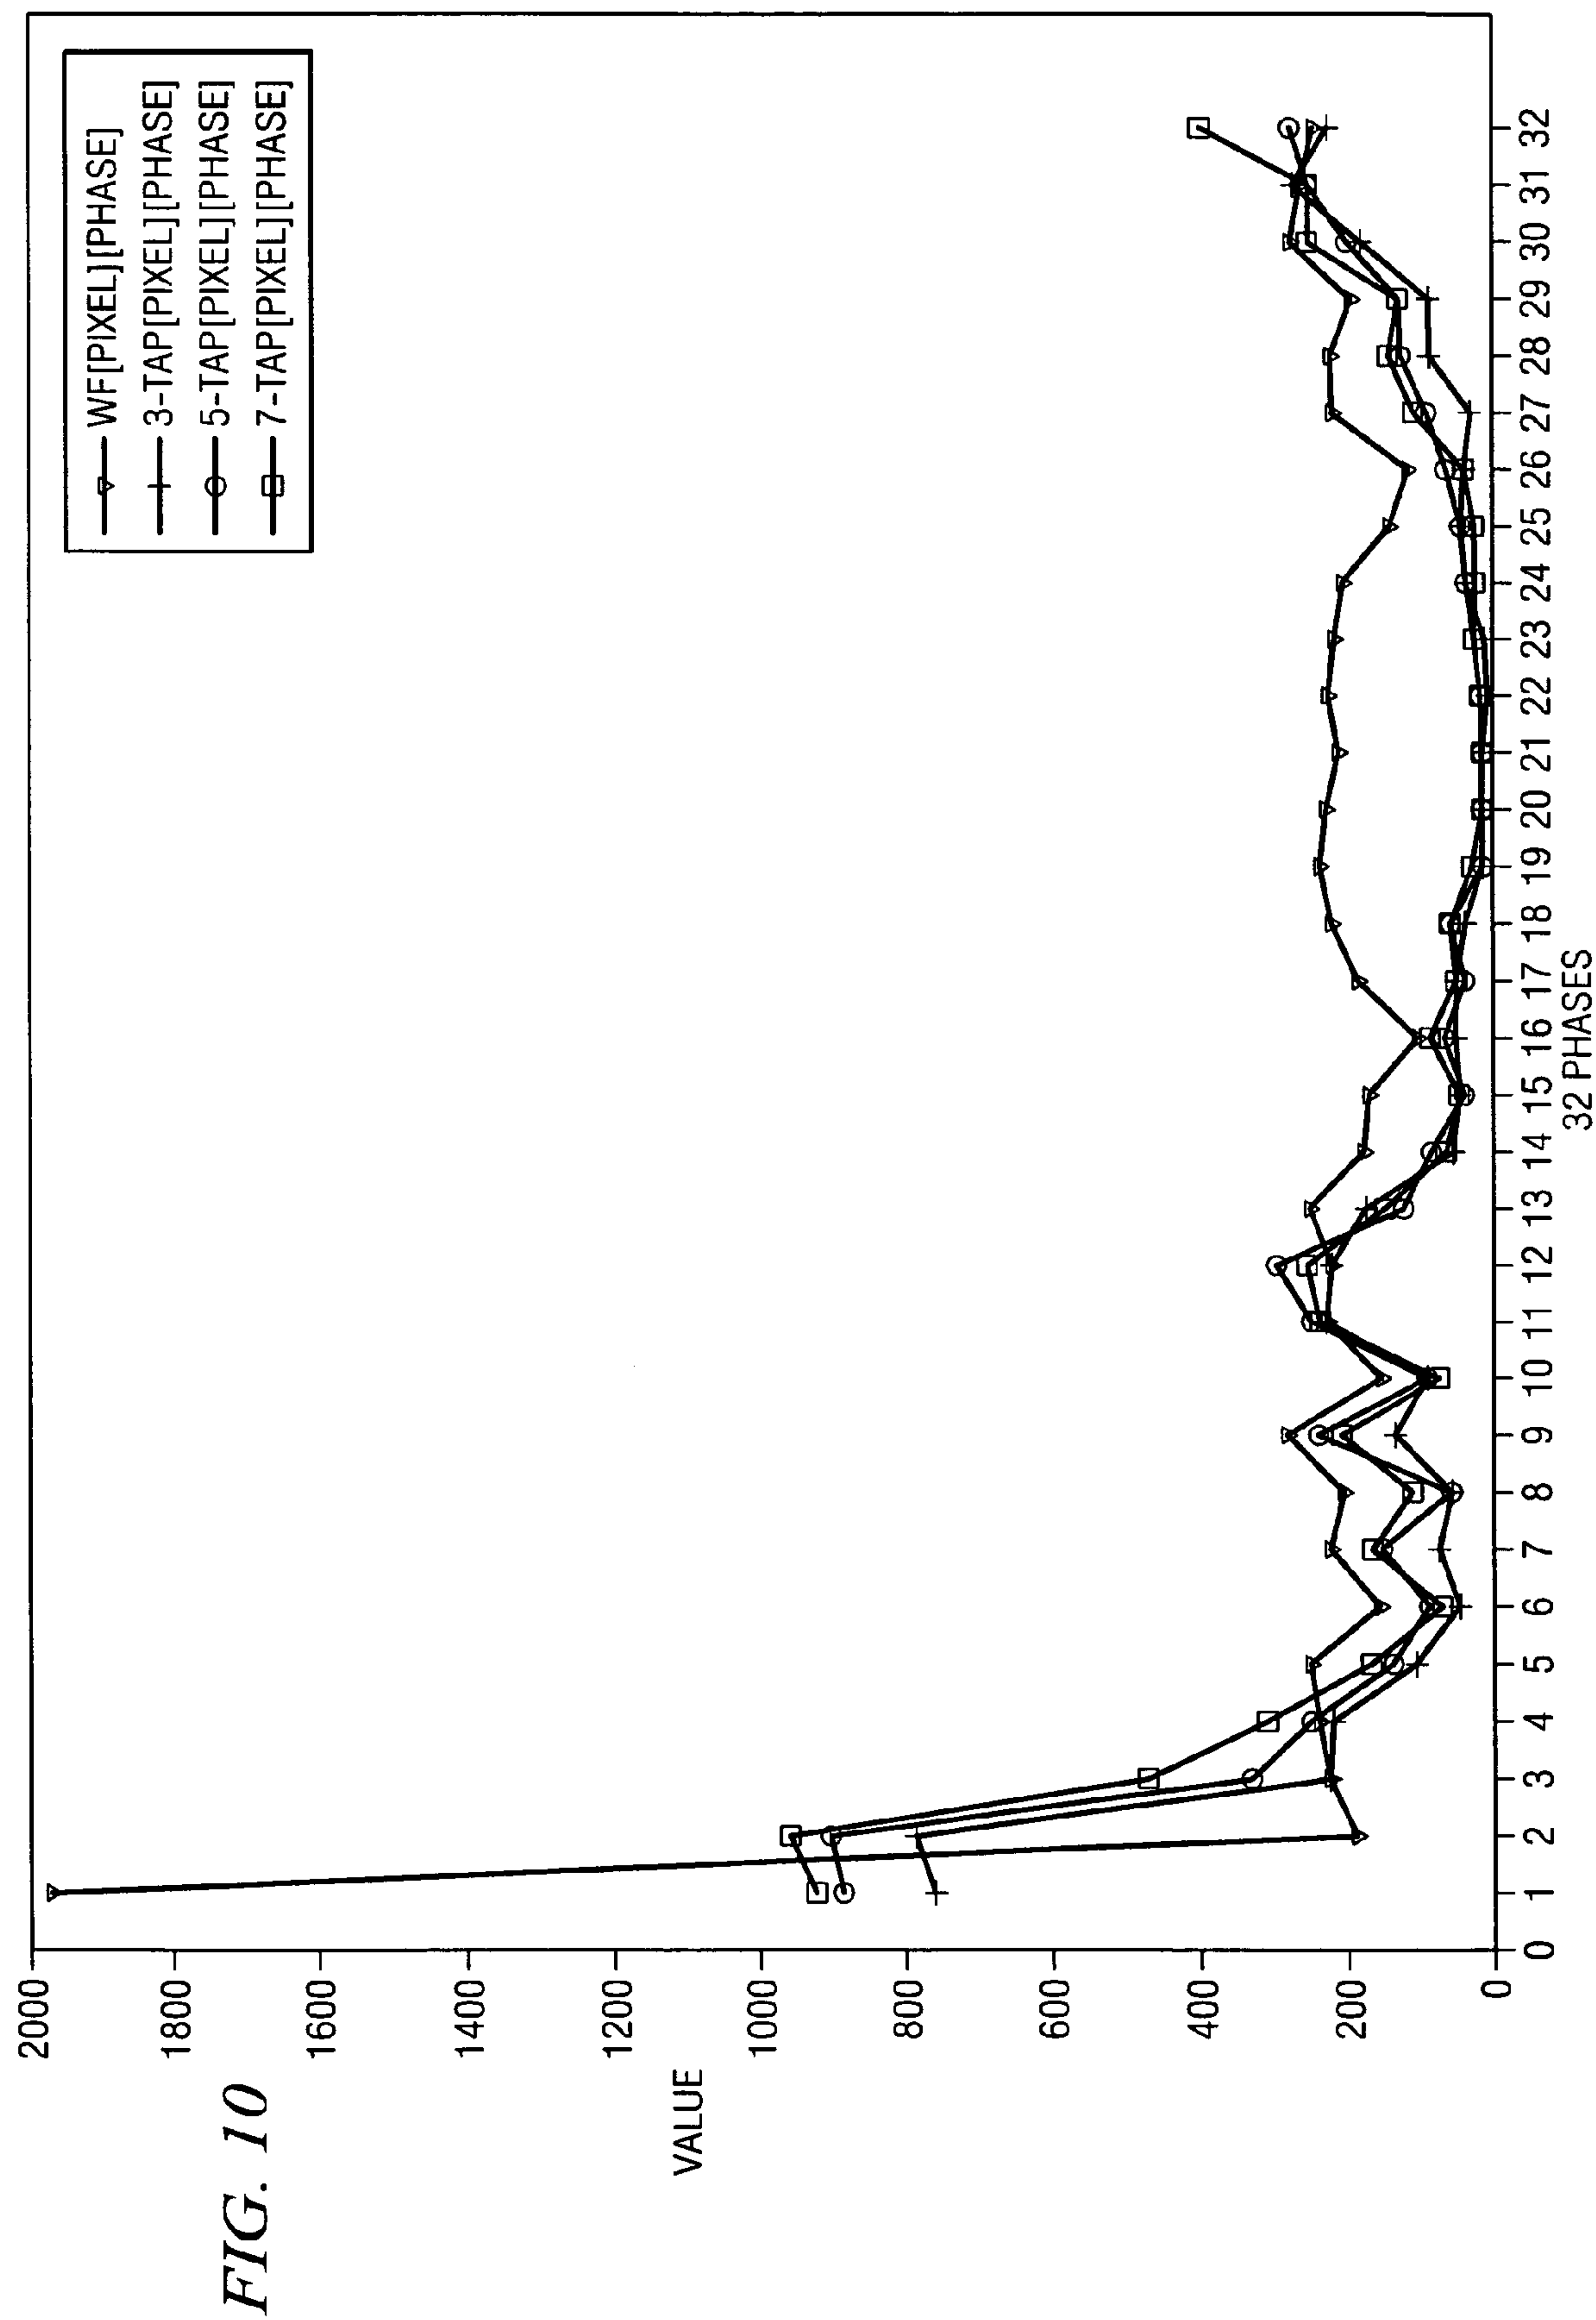 FIG. 10
WF[PIXEL][PHASE]
3-TAP[PIXEL][PHASE]
5-TAP[PIXEL][PHASE]
7-TAP[PIXEL][PHASE]
VALUE
2000
1800
1600
1400
1200
1000
800
600
400
200
0
0 1 2 3 4 5 6 7 8 9 10 11 12 13 14 15 16 17 18 19 20 21 22 23 24 25 26 27 28 29 30 31 32
32 PHASES